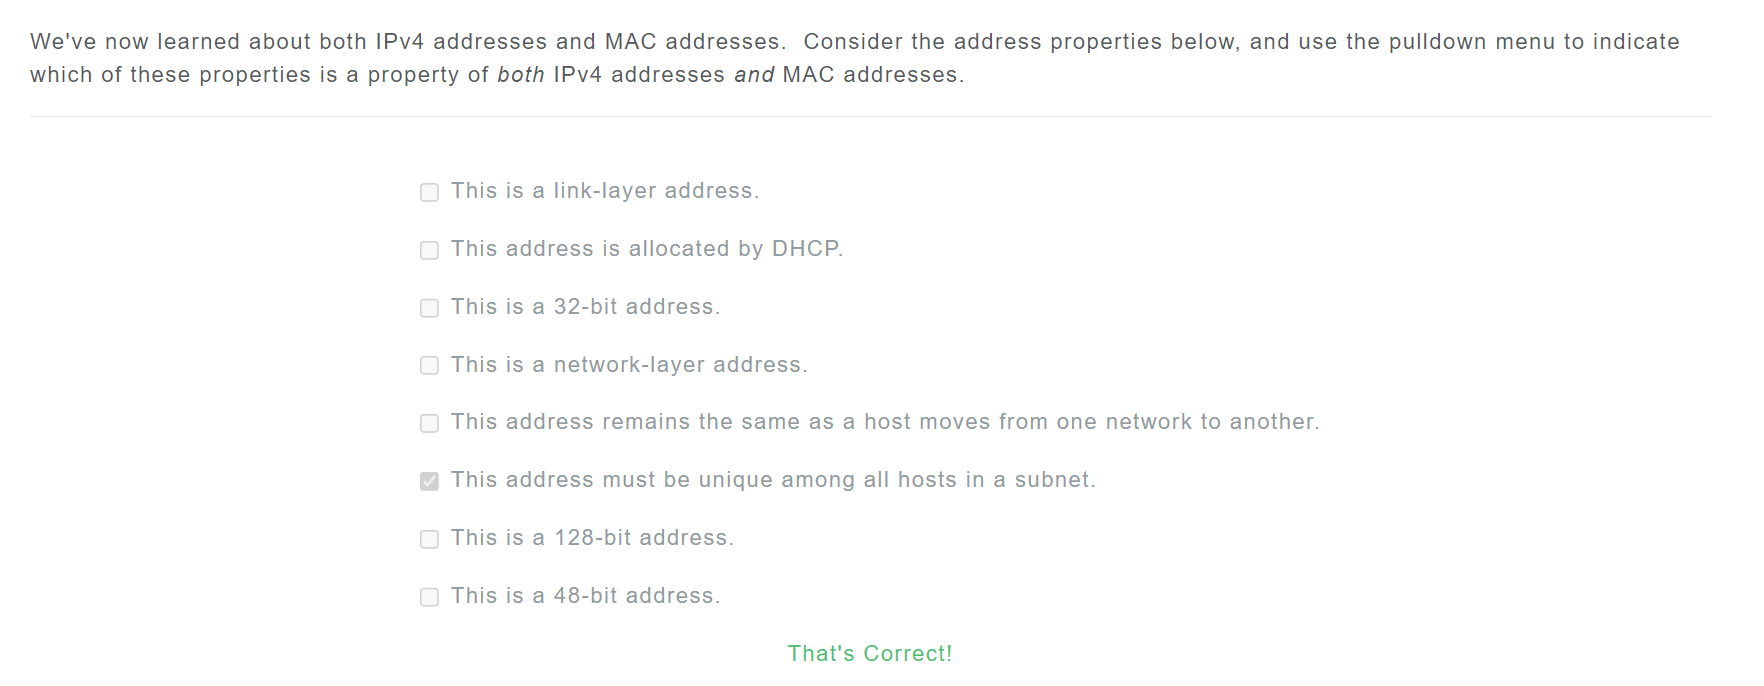 We've now learned about both IPv4 addresses and MAC addresses.  Consider the address properties below, and use the pulldown menu to indicate
which of these properties is a property of both IPv4 addresses and MAC addresses.
This is a link-layer address.
This address is allocated by DHCP.
This is a 32-bit address.
This is a network-layer address.
This address remains the same as a host moves from one network to another.
This address must be unique among all hosts in a subnet.
This is a 128-bit address.
This is a 48-bit address.
That's Correct!